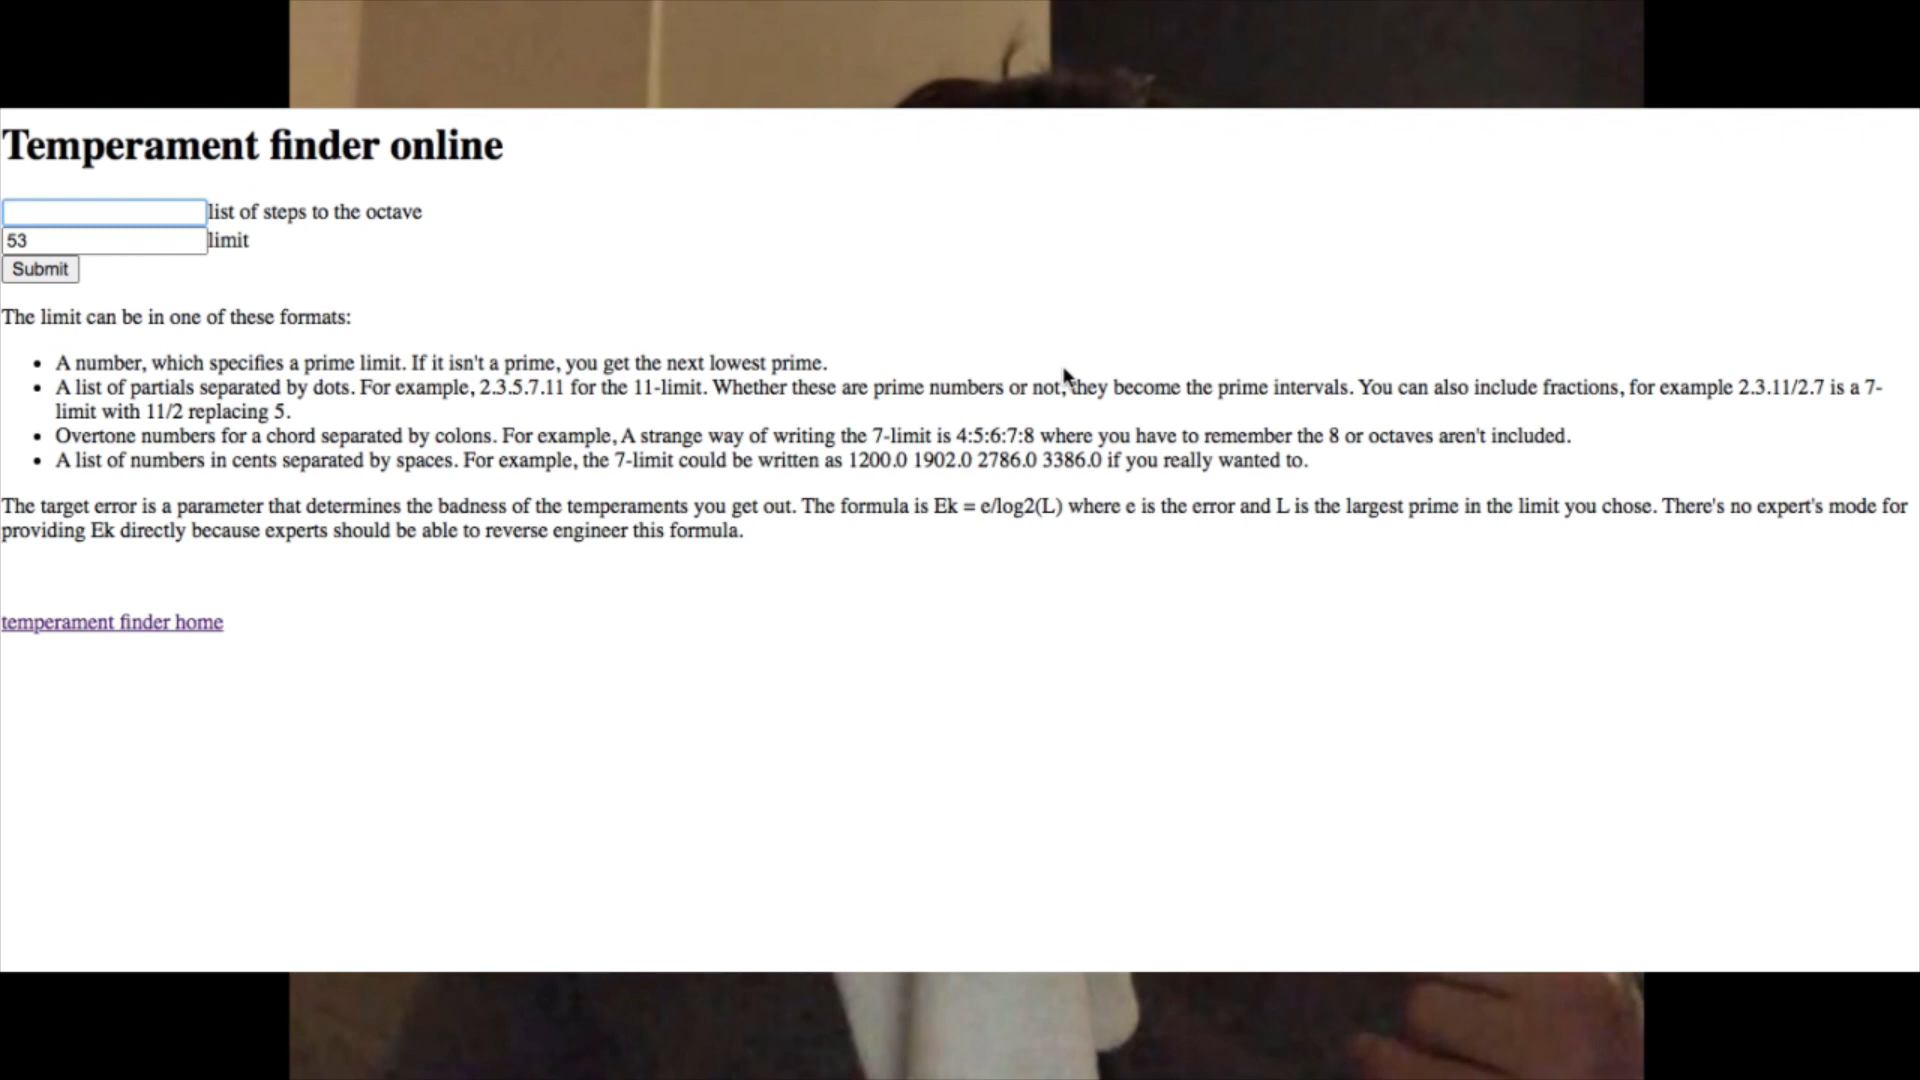 Temperament finder online
list of steps to the octave
53 limit
Submit
The limit can be in one of these formats:
• A number, which specifies a prime limit. If it isn't a prime, you get the next lowest prime.
• A list of partials separated by dots. For example, 2.3.5.7.11 for the 11-limit. Whether these are prime numbers or not, they become the prime intervals. You can also include fractions, for example 2.3.11/2.7 is a 7-
limit with 11/2 replacing 5.
• Overtone numbers for a chord separated by colons. For example, A strange way of writing the 7-limit is 4:5:6:7:8 where you have to remember the 8 or octaves aren't included.
• A list of numbers in cents separated by spaces. For example, the 7-limit could be written as 1200.0 1902.0 2786.0 3386.0 if you really wanted to.
The target error is a parameter that determines the badness of the temperaments you get out. The formula is Ek = e/log2(L) where e is the error and L is the largest prime in the limit you chose. There's no expert's mode for
providing Ek directly because experts should be able to reverse engineer this formula.
temperament finder home